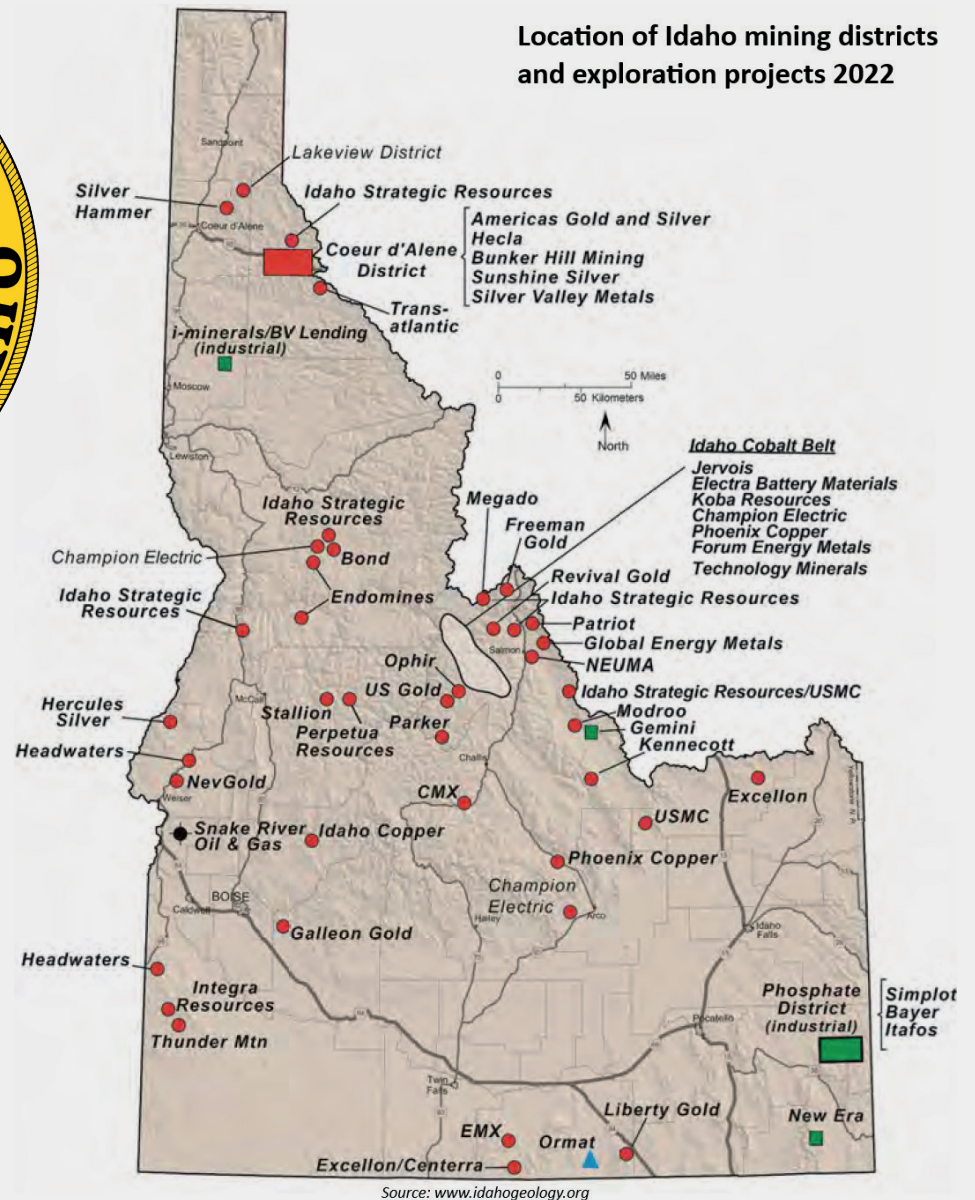 Location of Idaho mining districts
and exploration projects 2022
Sandpoint
Lakeview District
Silver
Hammer
Idaho Strategic Resources
Coeur d'Alene
Coeur d'Alene
District
Americas Gold and Silver
Hecla
Bunker Hill Mining
Sunshine Silver
Silver Valley Metals
Trans-
atlantic
i-minerals/BV Lending
(industrial)
Moscow
0 50 Miles
0 50 Kilometers
North
Lewiston
Idaho Cobalt Belt
Jervois
Electra Battery Materials
Koba Resources
Champion Electric
Phoenix Copper
Forum Energy Metals
Technology Minerals
Idaho Strategic
Resources
Megado
Freeman
Gold
Champion Electric
Bond
Revival Gold
Idaho Strategic
Resources
Endomines
Idaho Strategic Resources
Patriot
Global Energy Metals
Salmon
NEUMA
Ophir
US Gold
Idaho Strategic Resources/USMC
McCall
Hercules
Silver
Stallion
Perpetua
Resources
Parker
Modroo
Gemini
Kennecott
Headwaters
Challis
NevGold
Weiser
CMX
Excellon
Yellowstone N. P.
Snake River
Oil & Gas
Idaho Copper
USMC
Phoenix Copper
Champion
Electric
BOISE
Caldwell
Hailey
Arco
Idaho
Falls
Galleon Gold
Headwaters
Integra
Resources
Thunder Mtn
Phosphate
District
(industrial)
Simplot
Bayer
Itafos
Pocatello
Twin
Falls
Liberty Gold
New Era
EMX
Ormat
Excellon/Centerra
Source: www.idahogeology.org